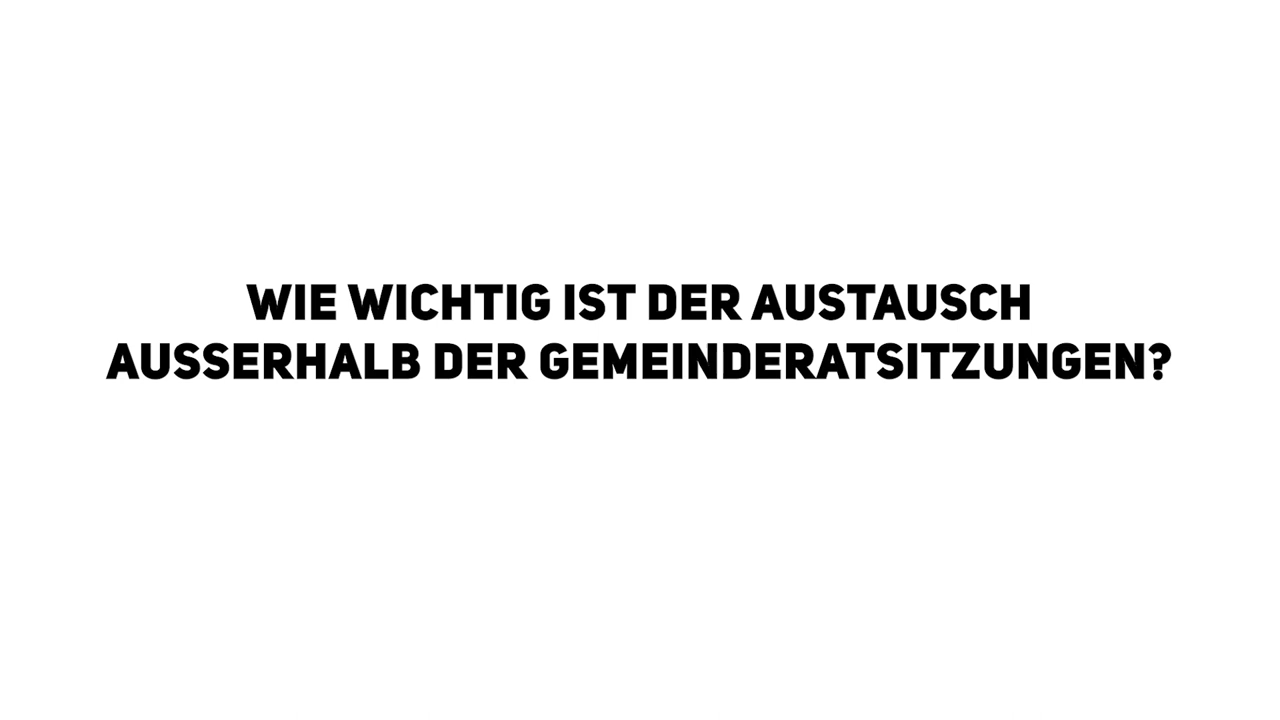 WIE WICHTIG IST DER AUSTAUSCH
AUSSERHALB DER GEMEINDERATSITZUNGEN?